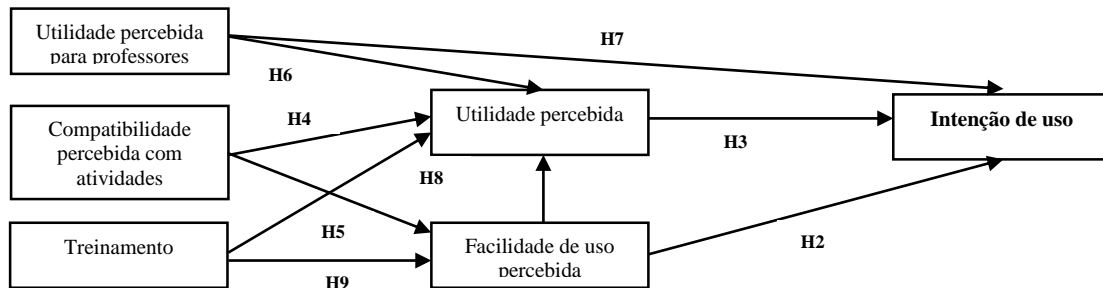 Utilidade percebida
para professores
H7
H6
Compatibilidade
percebida com
atividades
H4
Utilidade percebida
H3
Intenção de uso
H8
Treinamento
H5
H9
Facilidade de uso
percebida
H2